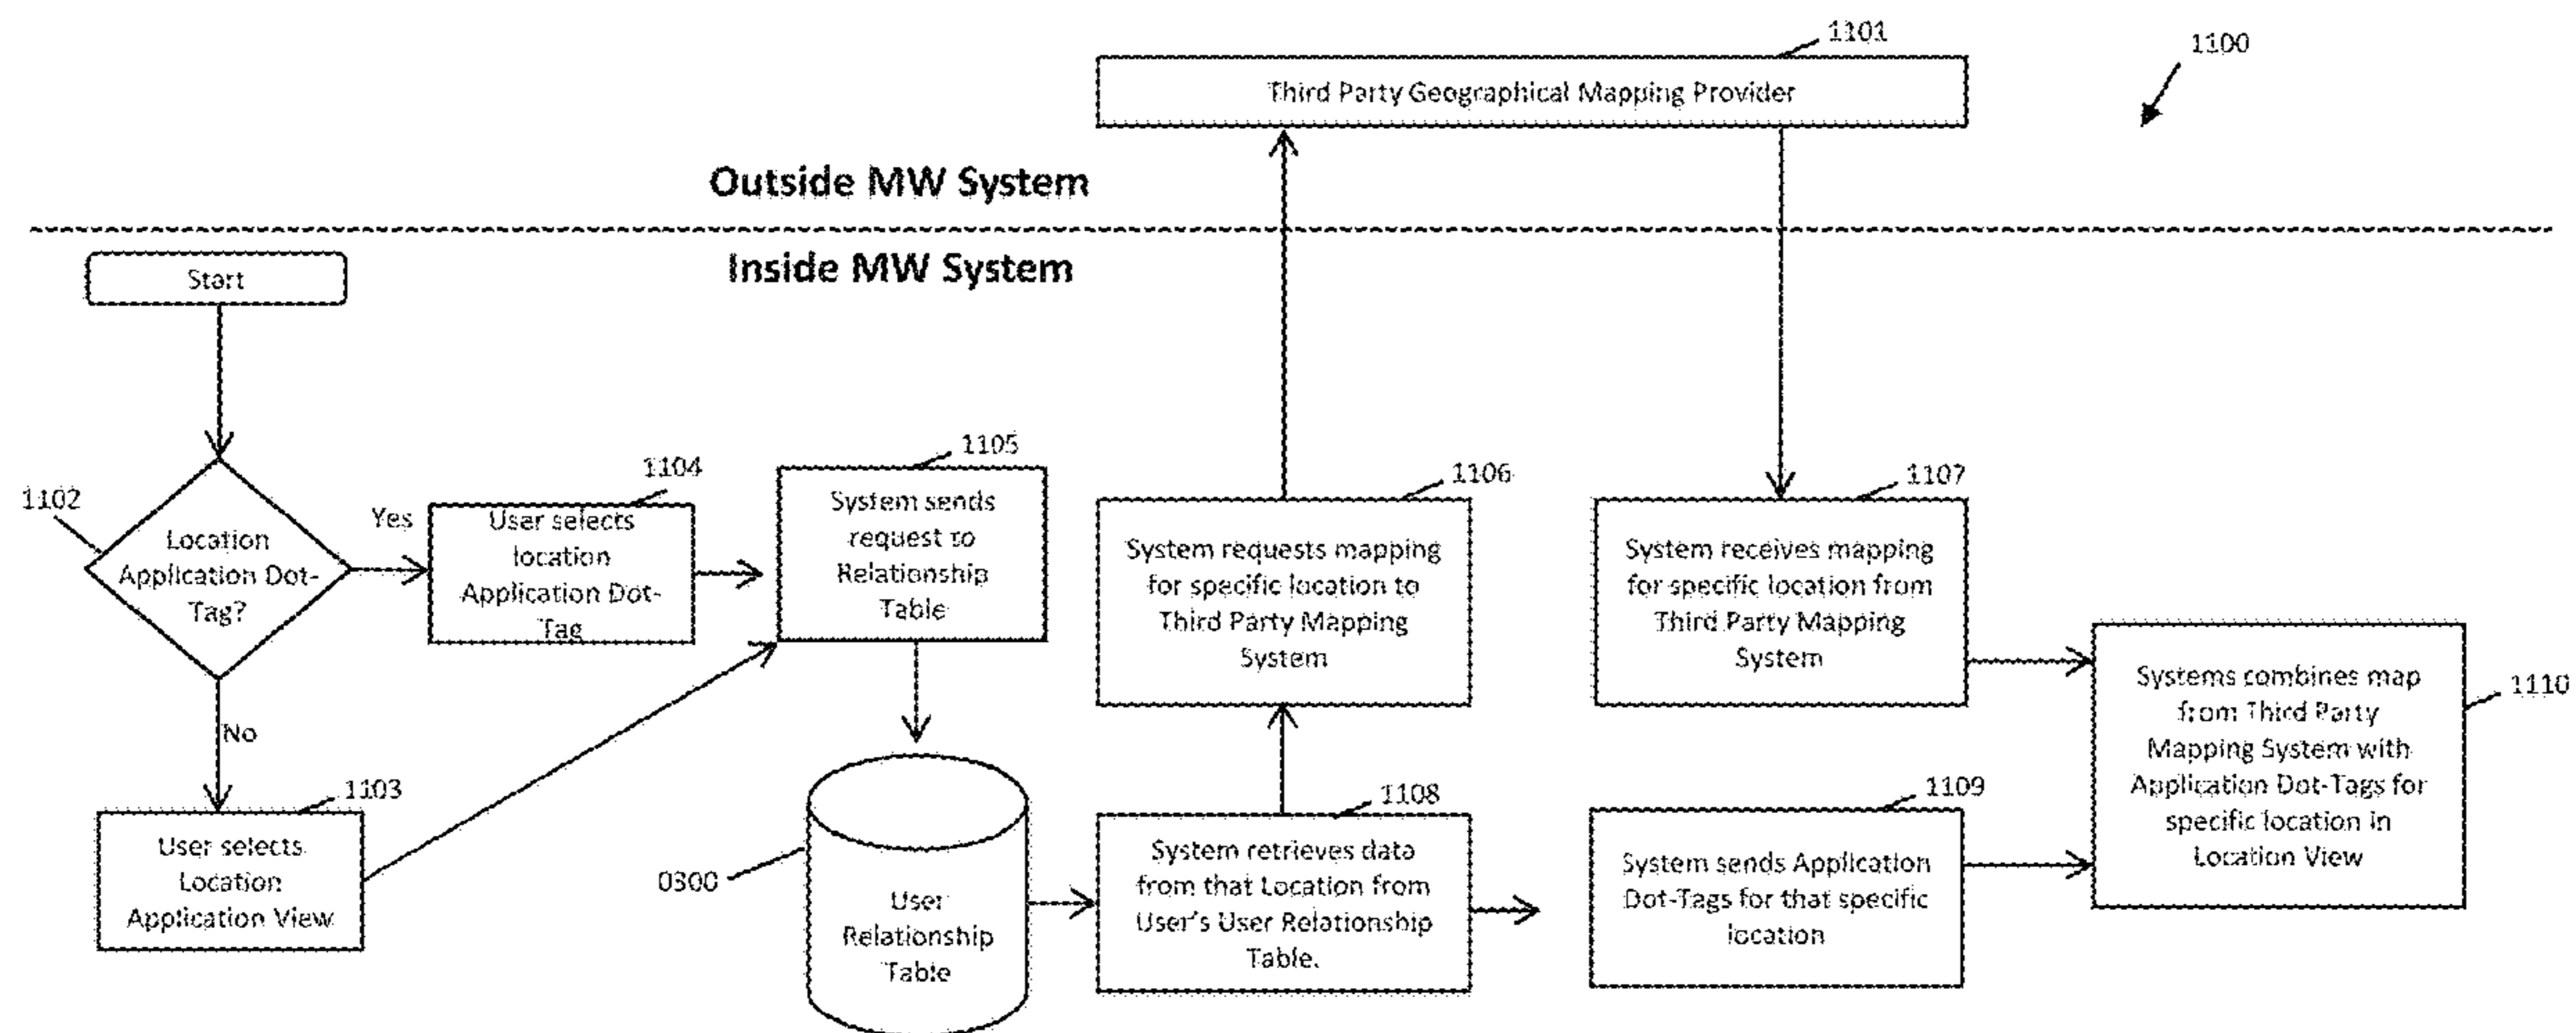 1101
1100
Third Party Geographical Mapping Provider
Outside MW System
Inside MW System
Start
1102
Location
Application Dot-
Tag?
Yes
No
1104
User selects
location
Application Dot-
Tag
1103
User selects
Location
Application View
1105
System sends
request to
Relationship
Table
0300
User
Relationship
Table
1106
System requests mapping
for specific location to
Third Party Mapping
System
1108
System retrieves data
from that Location from
User's User Relationship
Table.
1107
System receives mapping
for specific location from
Third Party Mapping
System
1109
System sends Application
Dot-Tags for that specific
location
1110
Systems combines map
from Third Party
Mapping System with
Application Dot-Tags for
specific location in
Location View